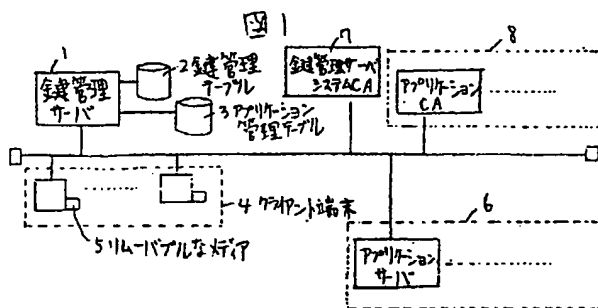 図1
1
鍵管理
サーバ
2 鍵管理
テーブル
3 アプリケーション
管理テーブル
7
鍵管理サーバ
システムCA
8
アプリケーション
CA
4 クライアント端末
5 リムーバブルなメディア
6
アプリケーション
サーバ